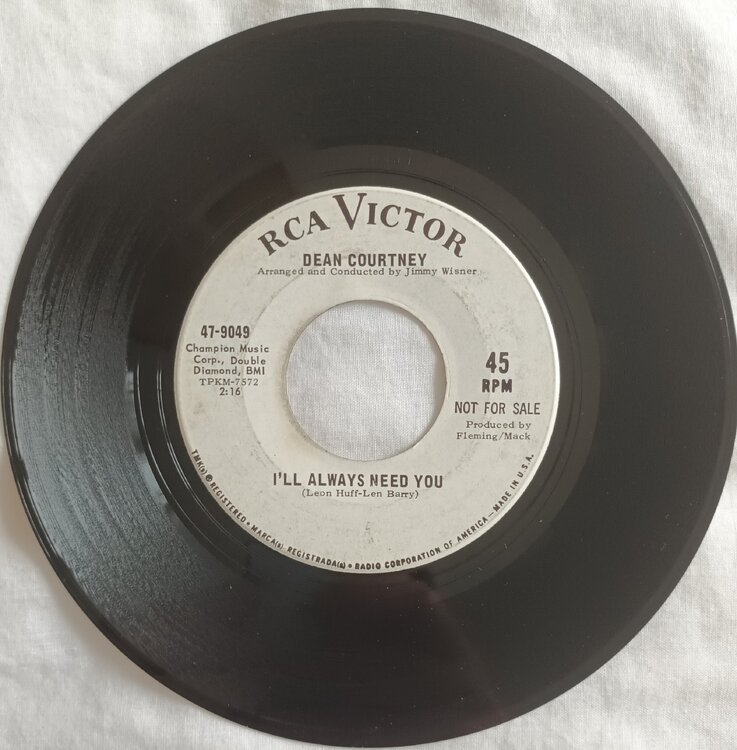 RCA VICTOR
DEAN COURTNEY
Arranged and Conducted by Jimmy Wisner
47-9049
Champion Music
Corp., Double
Diamond, BMI
TPKM-7572
2:16
45
RPM
NOT FOR SALE
Produced by
Fleming/Mack
I'LL ALWAYS NEED YOU
(Leon Huff-Len Barry)
TMK(s) ® REGISTERED • MARCA(s) REGISTRADA(s) • RADIO CORPORATION OF AMERICA—MADE IN U.S.A.